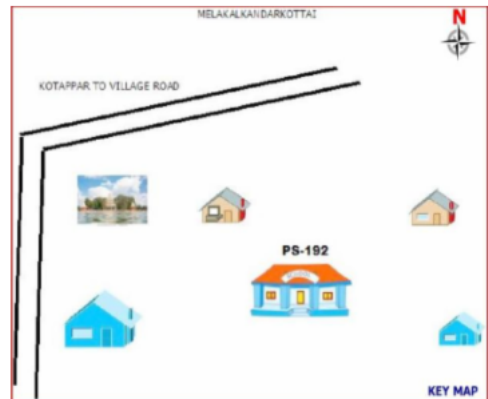 MELAKALKANDARKOTTAI
N
KOTAPPAR TO VILLAGE ROAD
PS-192
KEY MAP